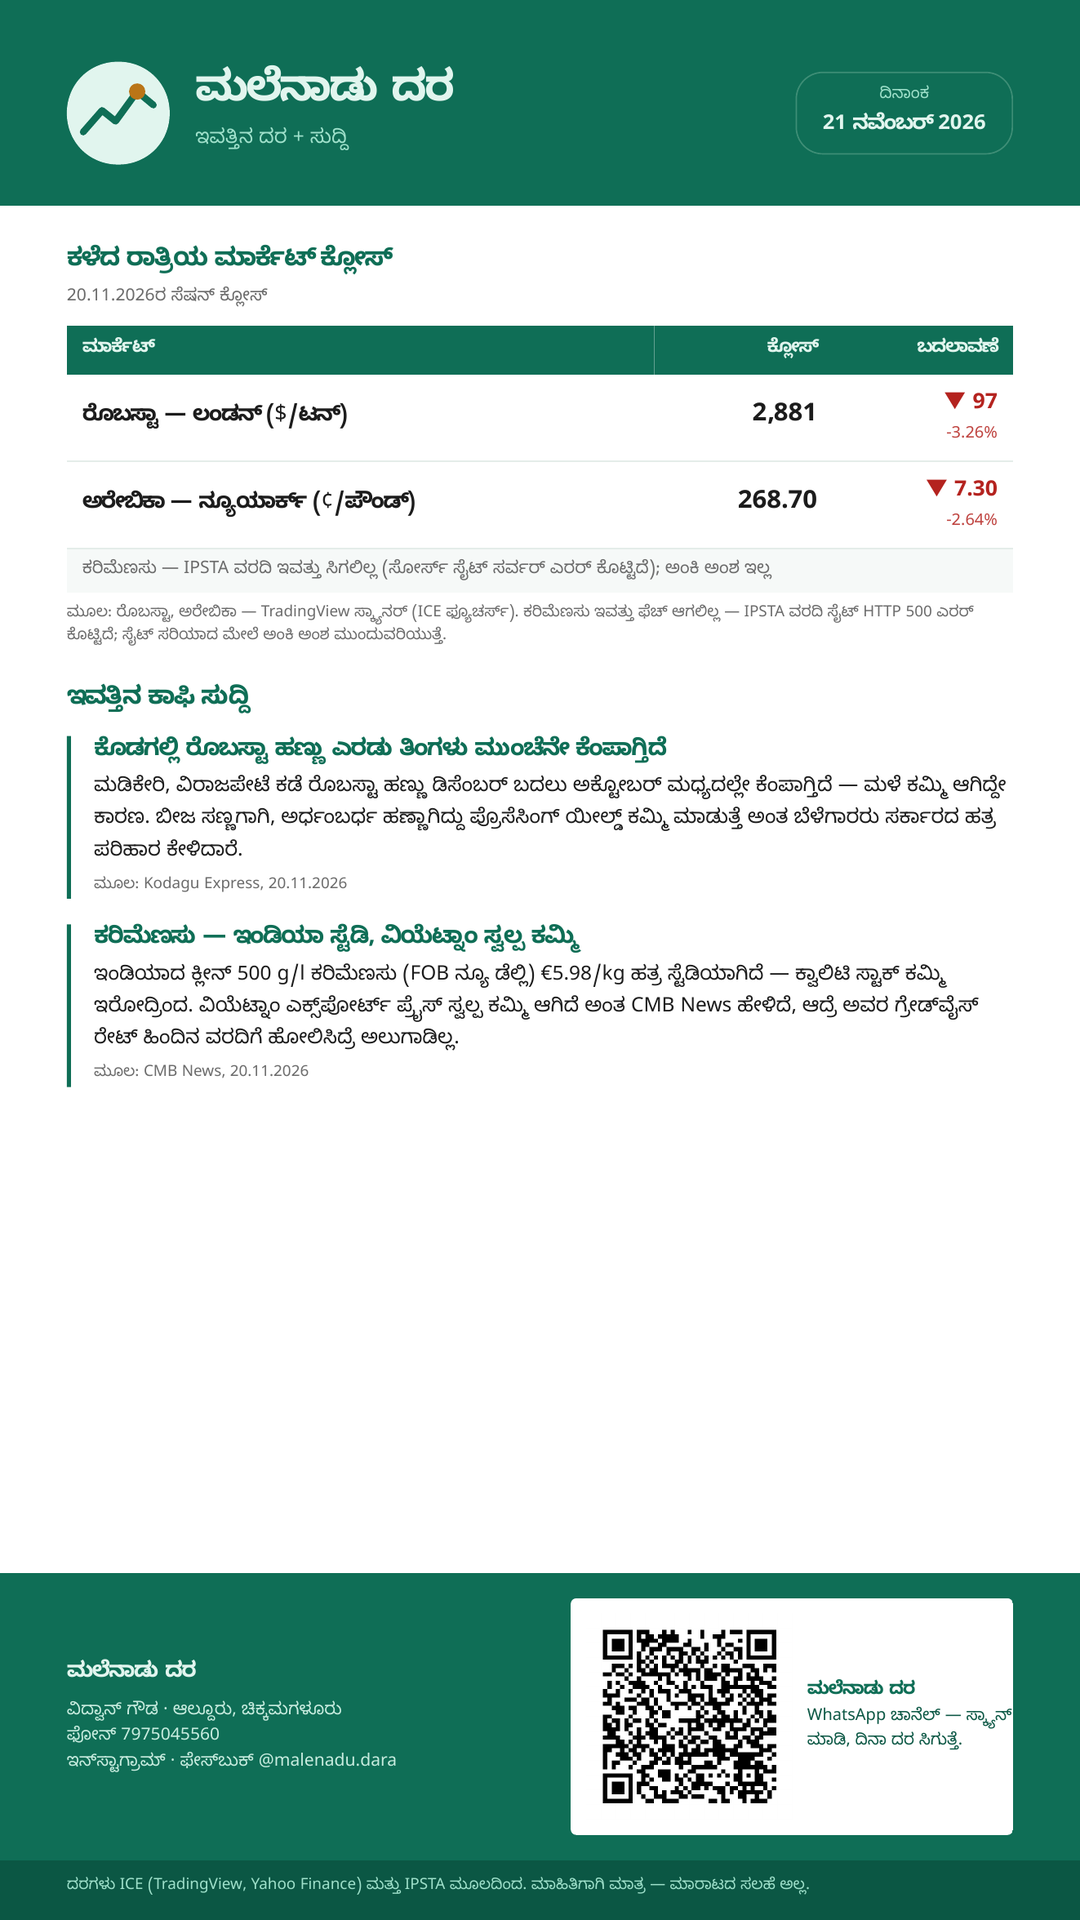 ಮಲೆನಾಡು ದರ
ಇವತ್ತಿನ ದರ + ಸುದ್ದಿ
ದಿನಾಂಕ
21 ನವೆಂಬರ್ 2026
ಕಳೆದ ರಾತ್ರಿಯ ಮಾರ್ಕೆಟ್ ಕ್ಲೋಸ್
20.11.2026ರ ಸೆಷನ್ ಕ್ಲೋಸ್
ಮಾರ್ಕೆಟ್ ಕ್ಲೋಸ್ ಬದಲಾವಣೆ
ರೊಬಸ್ಟಾ — ಲಂಡನ್ ($/ಟನ್) 2,881 ▼ 97
-3.26%
ಅರೇಬಿಕಾ — ನ್ಯೂಯಾರ್ಕ್ (¢/ಪೌಂಡ್) 268.70 ▼ 7.30
-2.64%
ಕರಿಮೆಣಸು — IPSTA ವರದಿ ಇವತ್ತು ಸಿಗಲಿಲ್ಲ (ಸೋರ್ಸ್ ಸೈಟ್ ಸರ್ವರ್ ಎರರ್ ಕೊಟ್ಟಿದೆ); ಅಂಕಿ ಅಂಶ ಇಲ್ಲ
ಮೂಲ: ರೊಬಸ್ಟಾ, ಅರೇಬಿಕಾ — TradingView ಸ್ಕ್ಯಾನರ್ (ICE ಫ್ಯೂಚರ್ಸ್). ಕರಿಮೆಣಸು ಇವತ್ತು ಫೆಚ್ ಆಗಲಿಲ್ಲ — IPSTA ವರದಿ ಸೈಟ್ HTTP 500 ಎರರ್
ಕೊಟ್ಟಿದೆ; ಸೈಟ್ ಸರಿಯಾದ ಮೇಲೆ ಅಂಕಿ ಅಂಶ ಮುಂದುವರಿಯುತ್ತೆ.
ಇವತ್ತಿನ ಕಾಫಿ ಸುದ್ದಿ
ಕೊಡಗಲ್ಲಿ ರೊಬಸ್ಟಾ ಹಣ್ಣು ಎರಡು ತಿಂಗಳು ಮುಂಚೆನೇ ಕೆಂಪಾಗ್ತಿದೆ
ಮಡಿಕೇರಿ, ವಿರಾಜಪೇಟೆ ಕಡೆ ರೊಬಸ್ಟಾ ಹಣ್ಣು ಡಿಸೆಂಬರ್ ಬದಲು ಅಕ್ಟೋಬರ್ ಮಧ್ಯದಲ್ಲೇ ಕೆಂಪಾಗ್ತಿದೆ — ಮಳೆ ಕಮ್ಮಿ ಆಗಿದ್ದೇ
ಕಾರಣ. ಬೀಜ ಸಣ್ಣಗಾಗಿ, ಅರ್ಧಂಬರ್ಧ ಹಣ್ಣಾಗಿದ್ದು ಪ್ರೊಸೆಸಿಂಗ್ ಯೀಲ್ಡ್ ಕಮ್ಮಿ ಮಾಡುತ್ತೆ ಅಂತ ಬೆಳೆಗಾರರು ಸರ್ಕಾರದ ಹತ್ರ
ಪರಿಹಾರ ಕೇಳಿದಾರೆ.
ಮೂಲ: Kodagu Express, 20.11.2026
ಕರಿಮೆಣಸು — ಇಂಡಿಯಾ ಸ್ಟೆಡಿ, ವಿಯೆಟ್ನಾಂ ಸ್ವಲ್ಪ ಕಮ್ಮಿ
ಇಂಡಿಯಾದ ಕ್ಲೀನ್ 500 g/l ಕರಿಮೆಣಸು (FOB ನ್ಯೂ ಡೆಲ್ಲಿ) €5.98/kg ಹತ್ರ ಸ್ಟೆಡಿಯಾಗಿದೆ — ಕ್ವಾಲಿಟಿ ಸ್ಟಾಕ್ ಕಮ್ಮಿ
ಇರೋದ್ರಿಂದ. ವಿಯೆಟ್ನಾಂ ಎಕ್ಸ್‌ಪೋರ್ಟ್ ಪ್ರೈಸ್ ಸ್ವಲ್ಪ ಕಮ್ಮಿ ಆಗಿದೆ ಅಂತ CMB News ಹೇಳಿದೆ, ಆದ್ರೆ ಅವರ ಗ್ರೇಡ್‌ವೈಸ್
ರೇಟ್ ಹಿಂದಿನ ವರದಿಗೆ ಹೋಲಿಸಿದ್ರೆ ಅಲುಗಾಡಿಲ್ಲ.
ಮೂಲ: CMB News, 20.11.2026
ಮಲೆನಾಡು ದರ
ವಿದ್ವಾನ್ ಗೌಡ · ಆಲ್ದೂರು, ಚಿಕ್ಕಮಗಳೂರು
ಫೋನ್ 7975045560
ಇನ್‌ಸ್ಟಾಗ್ರಾಮ್ · ಫೇಸ್‌ಬುಕ್ @malenadu.dara
ಮಲೆನಾಡು ದರ
WhatsApp ಚಾನೆಲ್ — ಸ್ಕ್ಯಾನ್
ಮಾಡಿ, ದಿನಾ ದರ ಸಿಗುತ್ತೆ.
ದರಗಳು ICE (TradingView, Yahoo Finance) ಮತ್ತು IPSTA ಮೂಲದಿಂದ. ಮಾಹಿತಿಗಾಗಿ ಮಾತ್ರ — ಮಾರಾಟದ ಸಲಹೆ ಅಲ್ಲ.